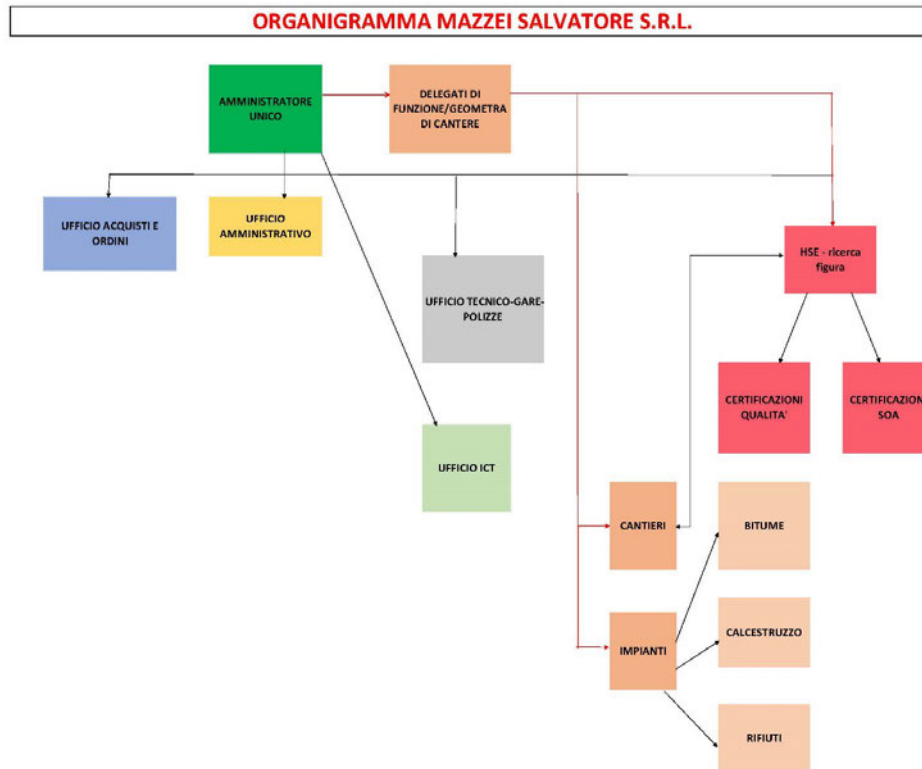 ORGANIGRAMMA MAZZEI SALVATORE S.R.L.
AMMINISTRATORE
UNICO
DELEGATI DI
FUNZIONE/GEOMETRA
DI CANTERE
UFFICIO ACQUISTI E
ORDINI
UFFICIO
AMMINISTRATIVO
HSE - ricerca
figura
UFFICIO TECNICO-GARE-
POLIZZE
CERTIFICAZIONI
QUALITA'
CERTIFICAZION
SOA
UFFICIO ICT
CANTIERI
BITUME
IMPIANTI
CALCESTRUZZO
RIFIUTI